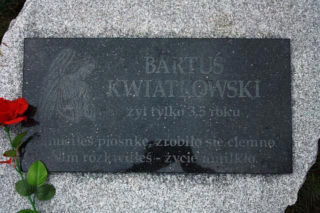 BARTUŚ
KWIATKOWSKI
żył tylko 3,5 roku
piosnkę, zrobiło się ciemno
rozkwitłeś - życie umilkło.